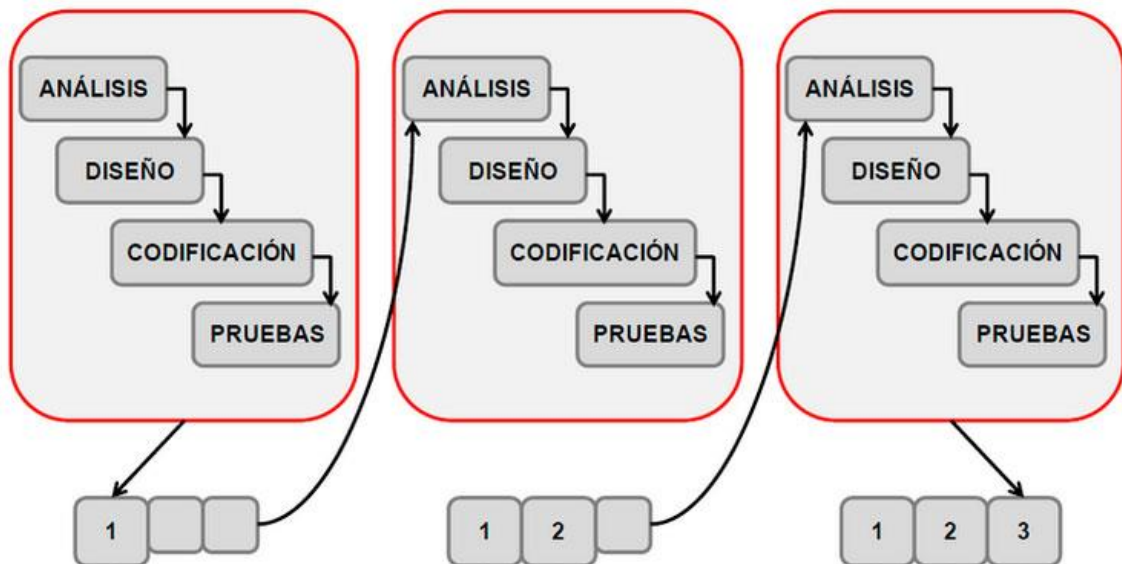 ANÁLISIS
DISEÑO
CODIFICACIÓN
PRUEBAS
ANÁLISIS
DISEÑO
CODIFICACIÓN
PRUEBAS
ANÁLISIS
DISEÑO
CODIFICACIÓN
PRUEBAS
1
1 2
1 2 3